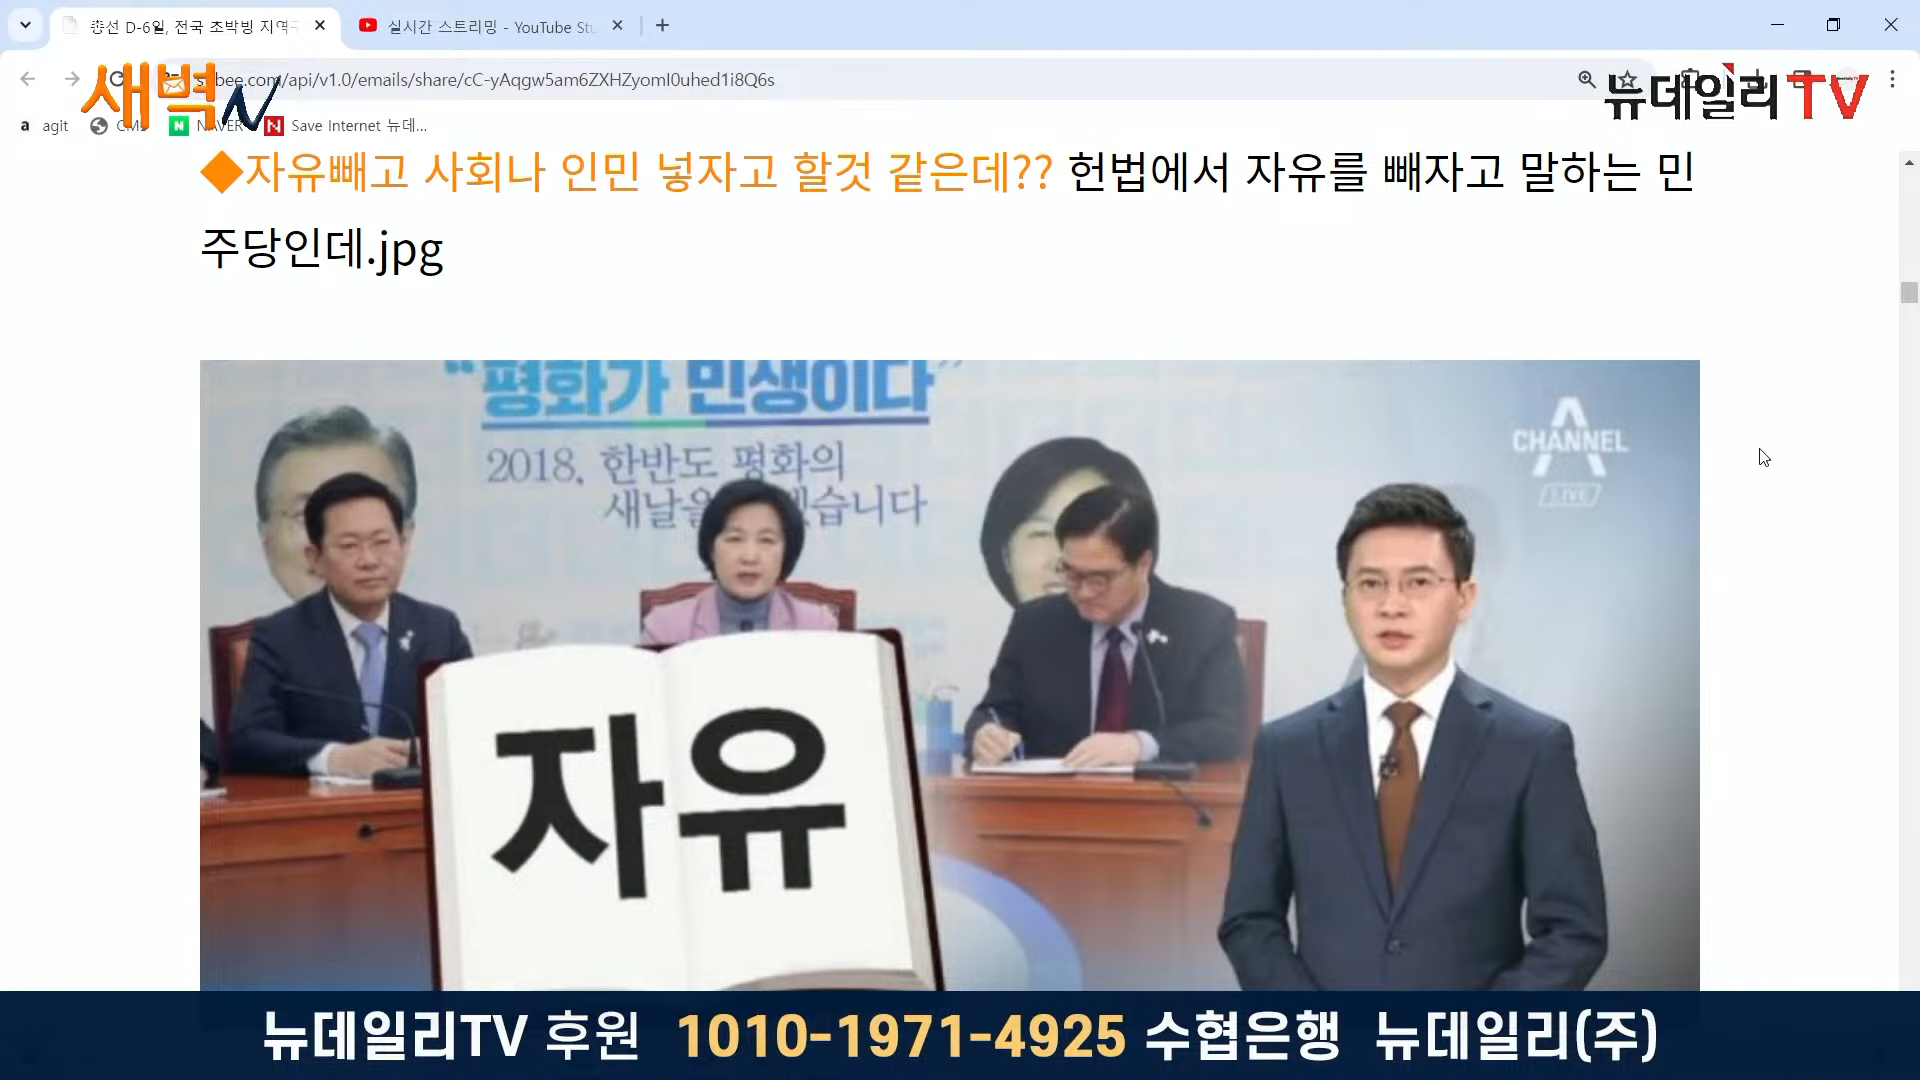 총선 D-6일, 전국 초박빙 지역구
실시간 스트리밍 - YouTube Stu
/api/v1.0/emails/share/cC-yAqgw5am6ZXHZyomI0uhed1i8Q6s
새벽N
뉴데일리TV
agit
NAVER
Save Internet 뉴데...
◆자유빼고 사회나 인민 넣자고 할것 같은데?? 헌법에서 자유를 빼자고 말하는 민
주당인데.jpg
“평화가 민생이다”
2018, 한반도 평화의
새날을 습니다
CHANNEL A
LIVE
자유
뉴데일리TV 후원 1010-1971-4925 수협은행 뉴데일리(주)